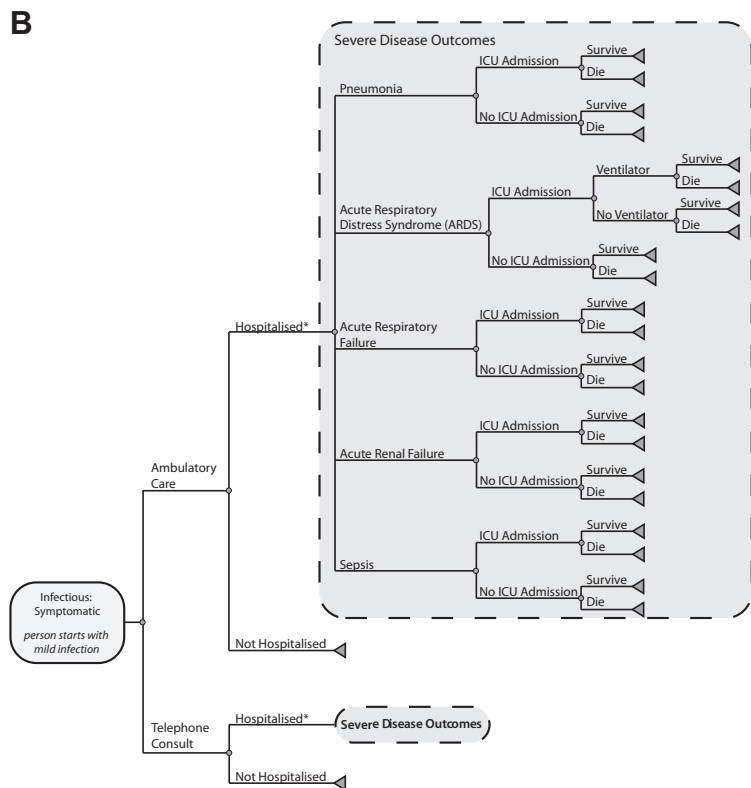 B
Severe Disease Outcomes
Pneumonia
ICU Admission
Survive
Die
No ICU Admission
Survive
Die
Acute Respiratory
Distress Syndrome (ARDS)
ICU Admission
Ventilator
Survive
Die
No Ventilator
Survive
Die
No ICU Admission
Survive
Die
Hospitalised*
Acute Respiratory
Failure
ICU Admission
Survive
Die
No ICU Admission
Survive
Die
Acute Renal Failure
ICU Admission
Survive
Die
No ICU Admission
Survive
Die
Ambulatory
Care
Sepsis
ICU Admission
Survive
Die
No ICU Admission
Survive
Die
Infectious:
Symptomatic
person starts with
mild infection
Not Hospitalised
Telephone
Consult
Hospitalised*
Severe Disease Outcomes
Not Hospitalised